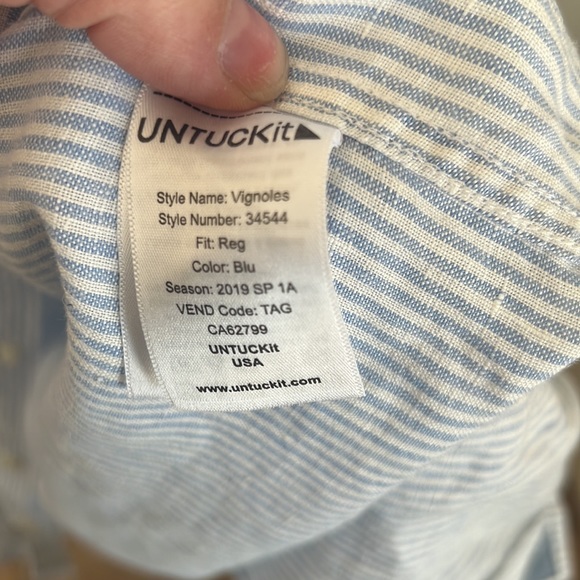 UNTUCKit
Style Name: Vignoles
Style Number: 34544
Fit: Reg
Color: Blu
Season: 2019 SP 1A
VEND Code: TAG
CA62799
UNTUCKit
USA
www.untuckit.com